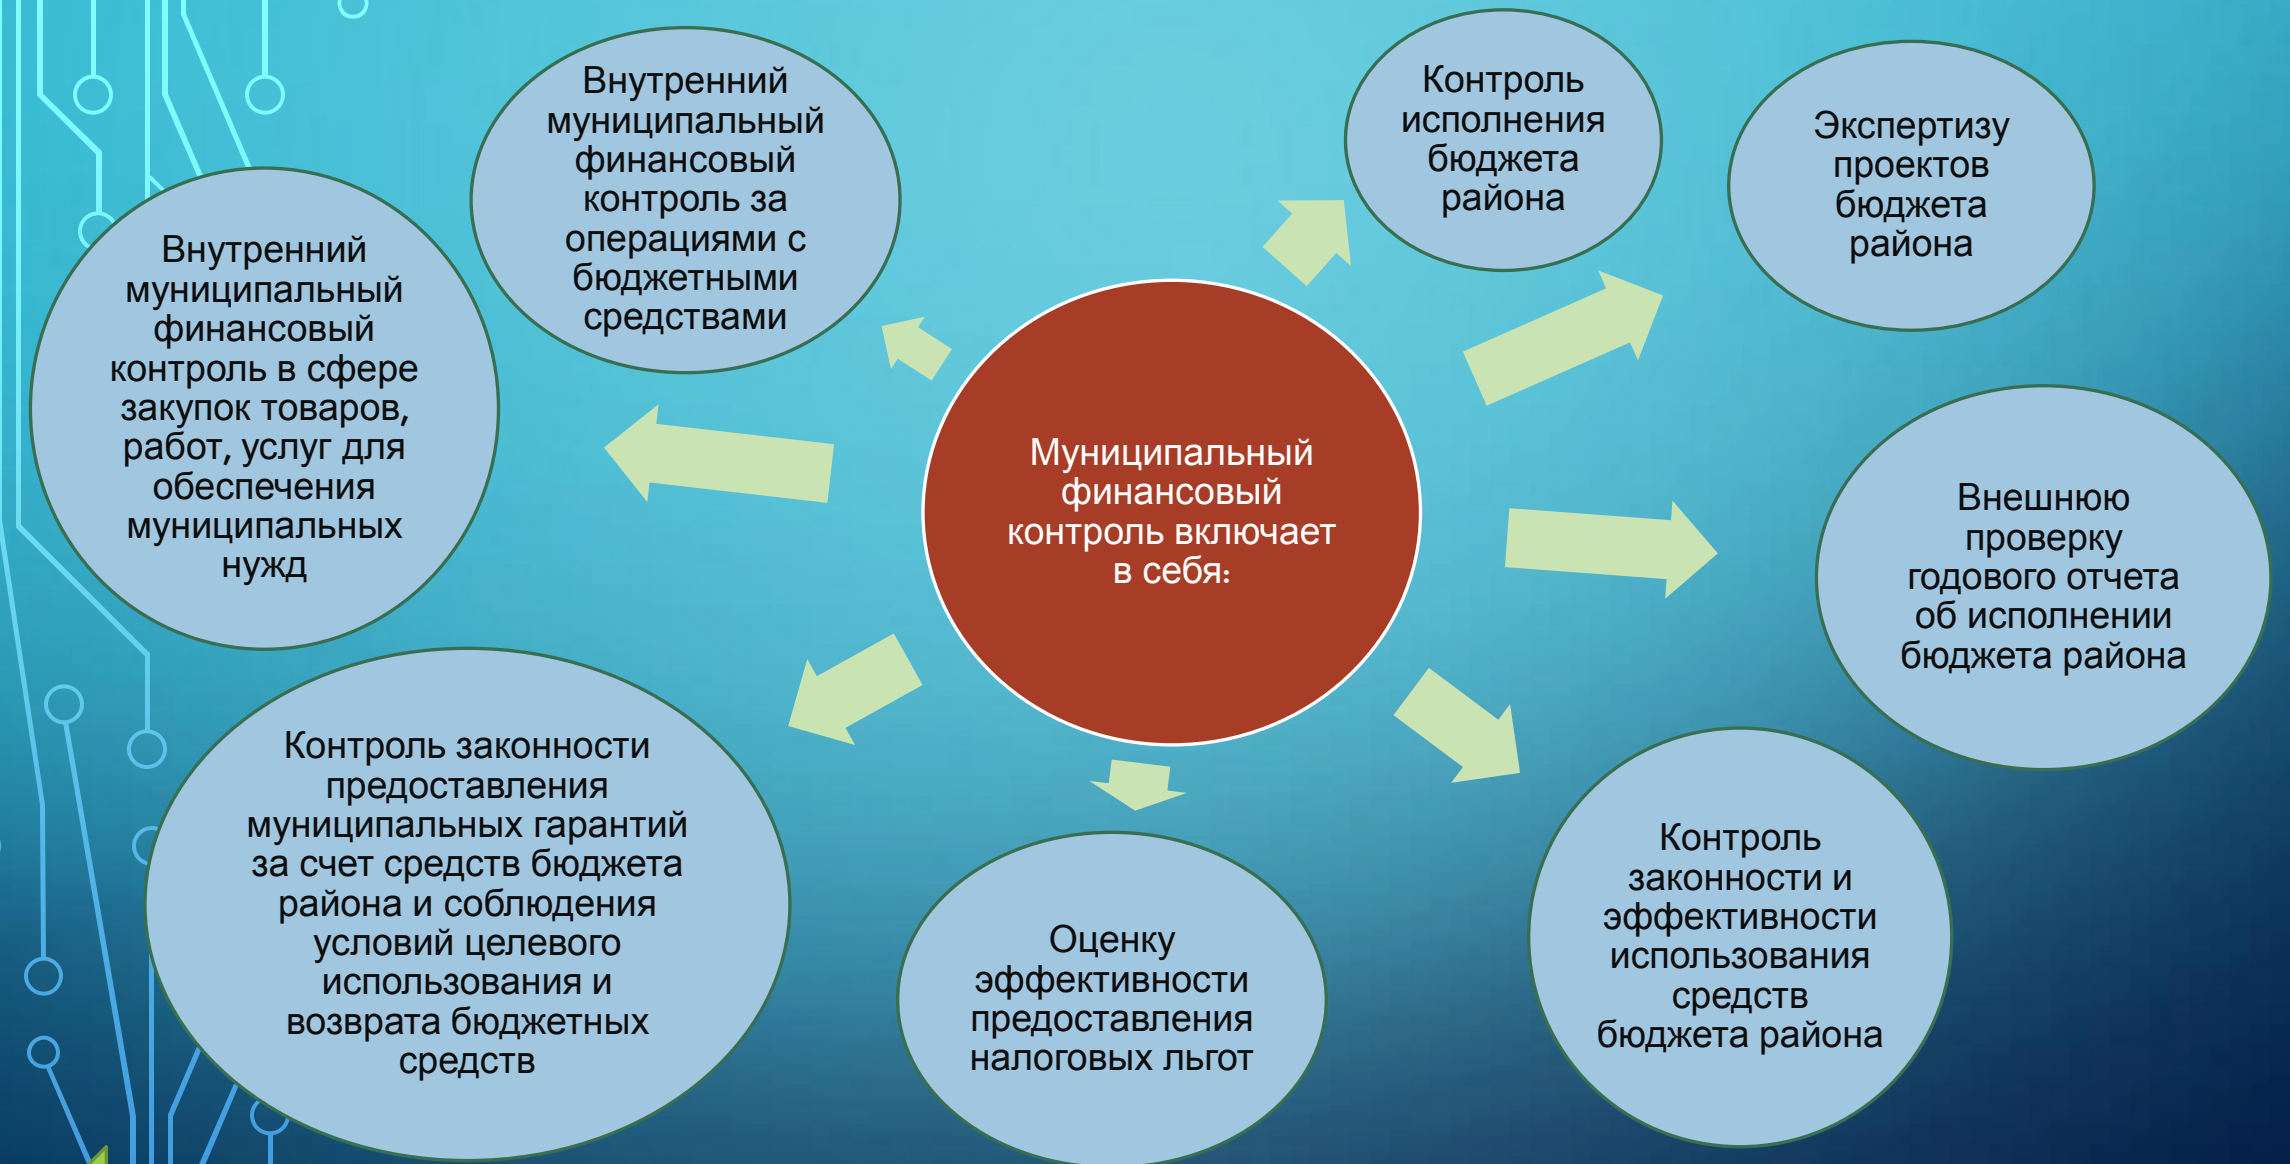 Муниципальный
финансовый
контроль включает
в себя:
Контроль
исполнения
бюджета
района
Экспертизу
проектов
бюджета
района
Внешнюю
проверку
годового отчета
об исполнении
бюджета района
Контроль
законности и
эффективности
использования
средств
бюджета района
Оценку
эффективности
предоставления
налоговых льгот
Контроль законности
предоставления
муниципальных гарантий
за счет средств бюджета
района и соблюдения
условий целевого
использования и
возврата бюджетных
средств
Внутренний
муниципальный
финансовый
контроль в сфере
закупок товаров,
работ, услуг для
обеспечения
муниципальных
нужд
Внутренний
муниципальный
финансовый
контроль за
операциями с
бюджетными
средствами